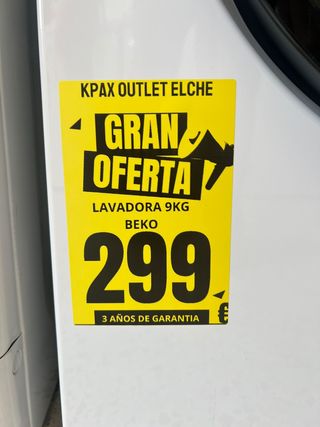 KPAX OUTLET ELCHE
GRAN
OFERTA
LAVADORA 9KG
BEKO
299
€
3 AÑOS DE GARANTIA